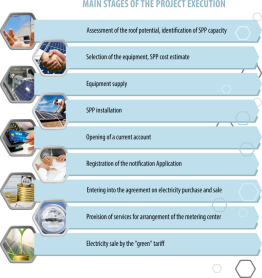 MAIN STAGES OF THE PROJECT EXECUTION
Assessment of the roof potential, identification of SPP capacity
Selection of the equipment, SPP cost estimate
Equipment supply
SPP installation
Opening of a current account
Registration of the notification Application
Entering into the agreement on electricity purchase and sale
Provision of services for arrangement of the metering center
Electricity sale by the "green" tariff